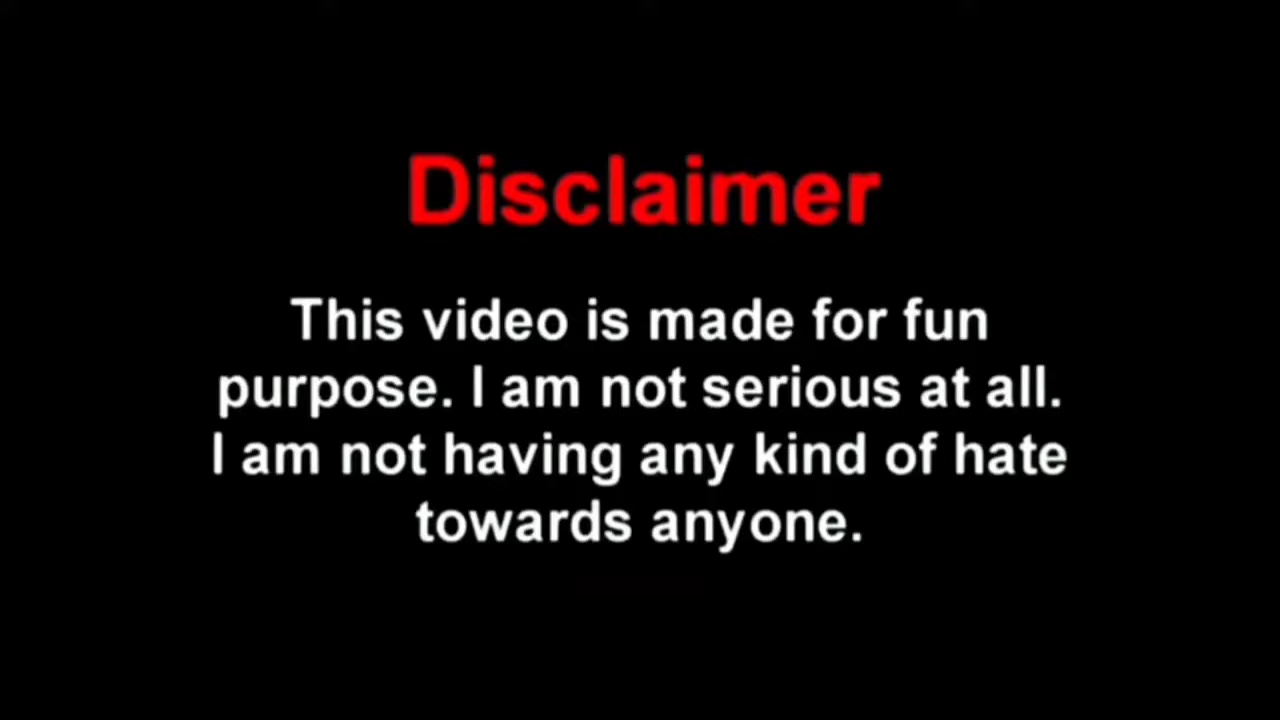 Disclaimer
This video is made for fun
purpose. I am not serious at all.
I am not having any kind of hate
towards anyone.